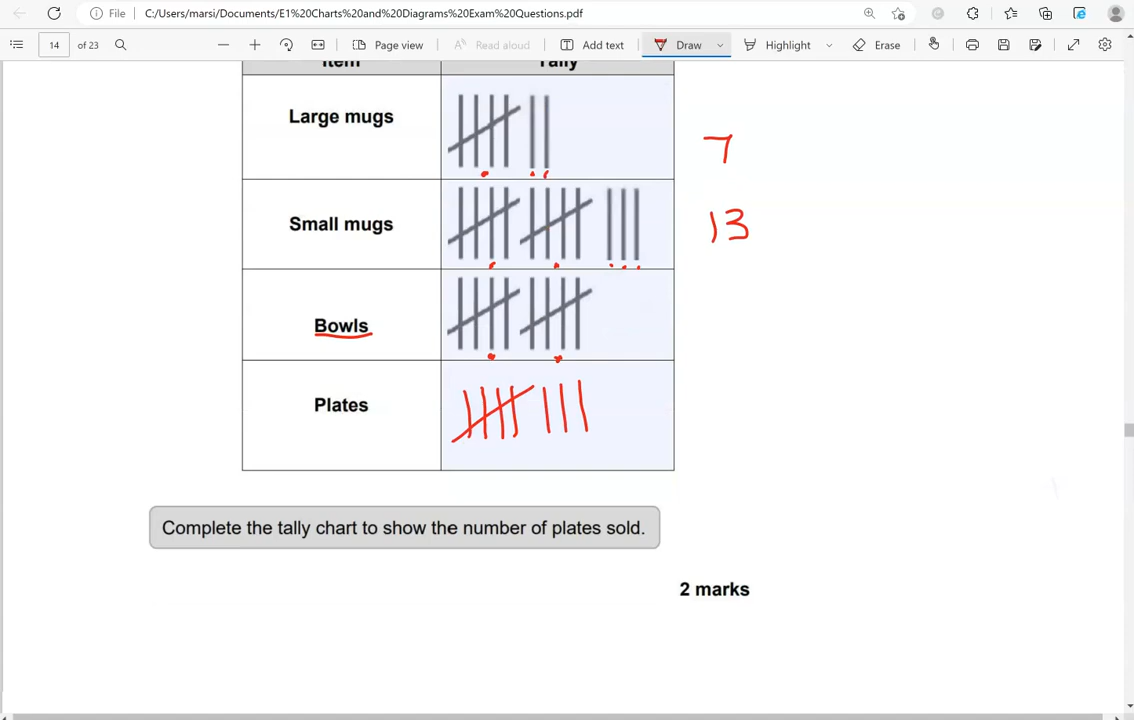 File C:/Users/marsi/Documents/E1%20Charts%20and%20Diagrams%20Exam%20Questions.pdf
14 of 23 Page view Read aloud Add text Draw Highlight Erase
Item Tally
Large mugs 7
Small mugs 13
Bowls
Plates
Complete the tally chart to show the number of plates sold.
2 marks